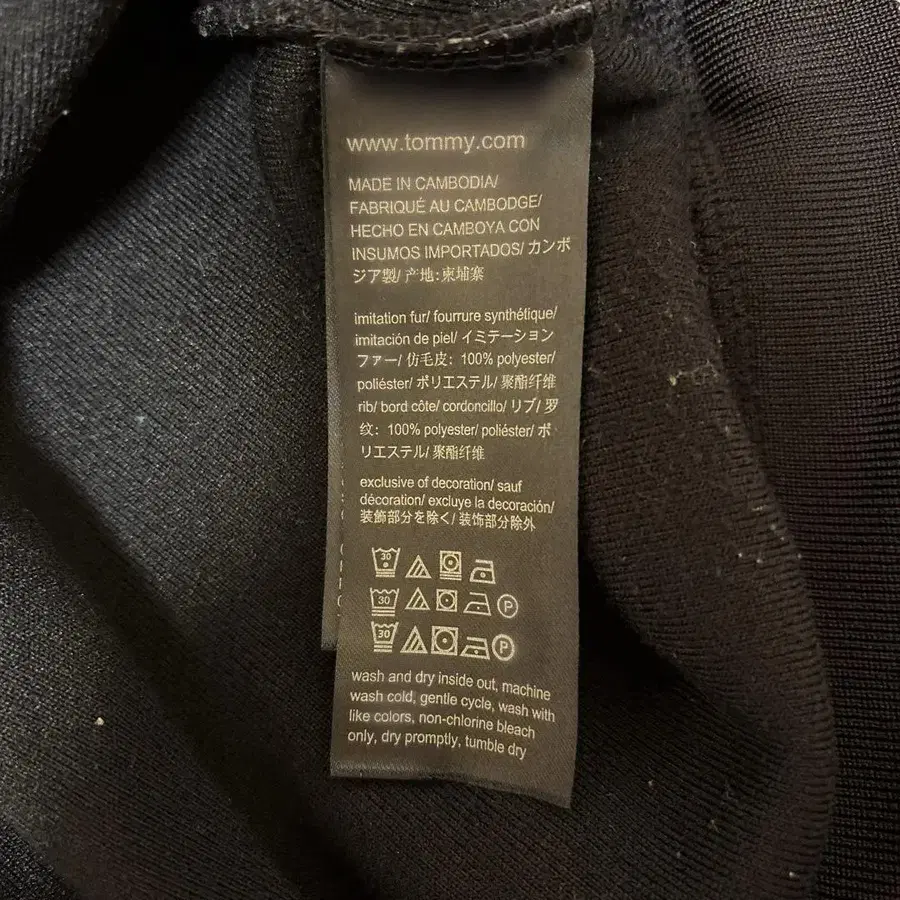 www.tommy.com
MADE IN CAMBODIA/
FABRIQUÉ AU CAMBODGE/
HECHO EN CAMBOYA CON
INSUMOS IMPORTADOS/ カンボ
ジア製/ 产地:柬埔寨
imitation fur/ fourrure synthétique/
imitación de piel/ イミテーション
ファー/ 仿毛皮: 100% polyester/
poliéster/ ポリエステル/ 聚酯纤维
rib/ bord côte/ cordoncillo/ リブ/ 罗
纹: 100% polyester/ poliéster/ ポ
リエステル/ 聚酯纤维
exclusive of decoration/ sauf
décoration/ excluye la decoración/
装飾部分を除く/ 装饰部分除外
30
30 P
30 P
wash and dry inside out, machine
wash cold, gentle cycle, wash with
like colors, non-chlorine bleach
only, dry promptly, tumble dry